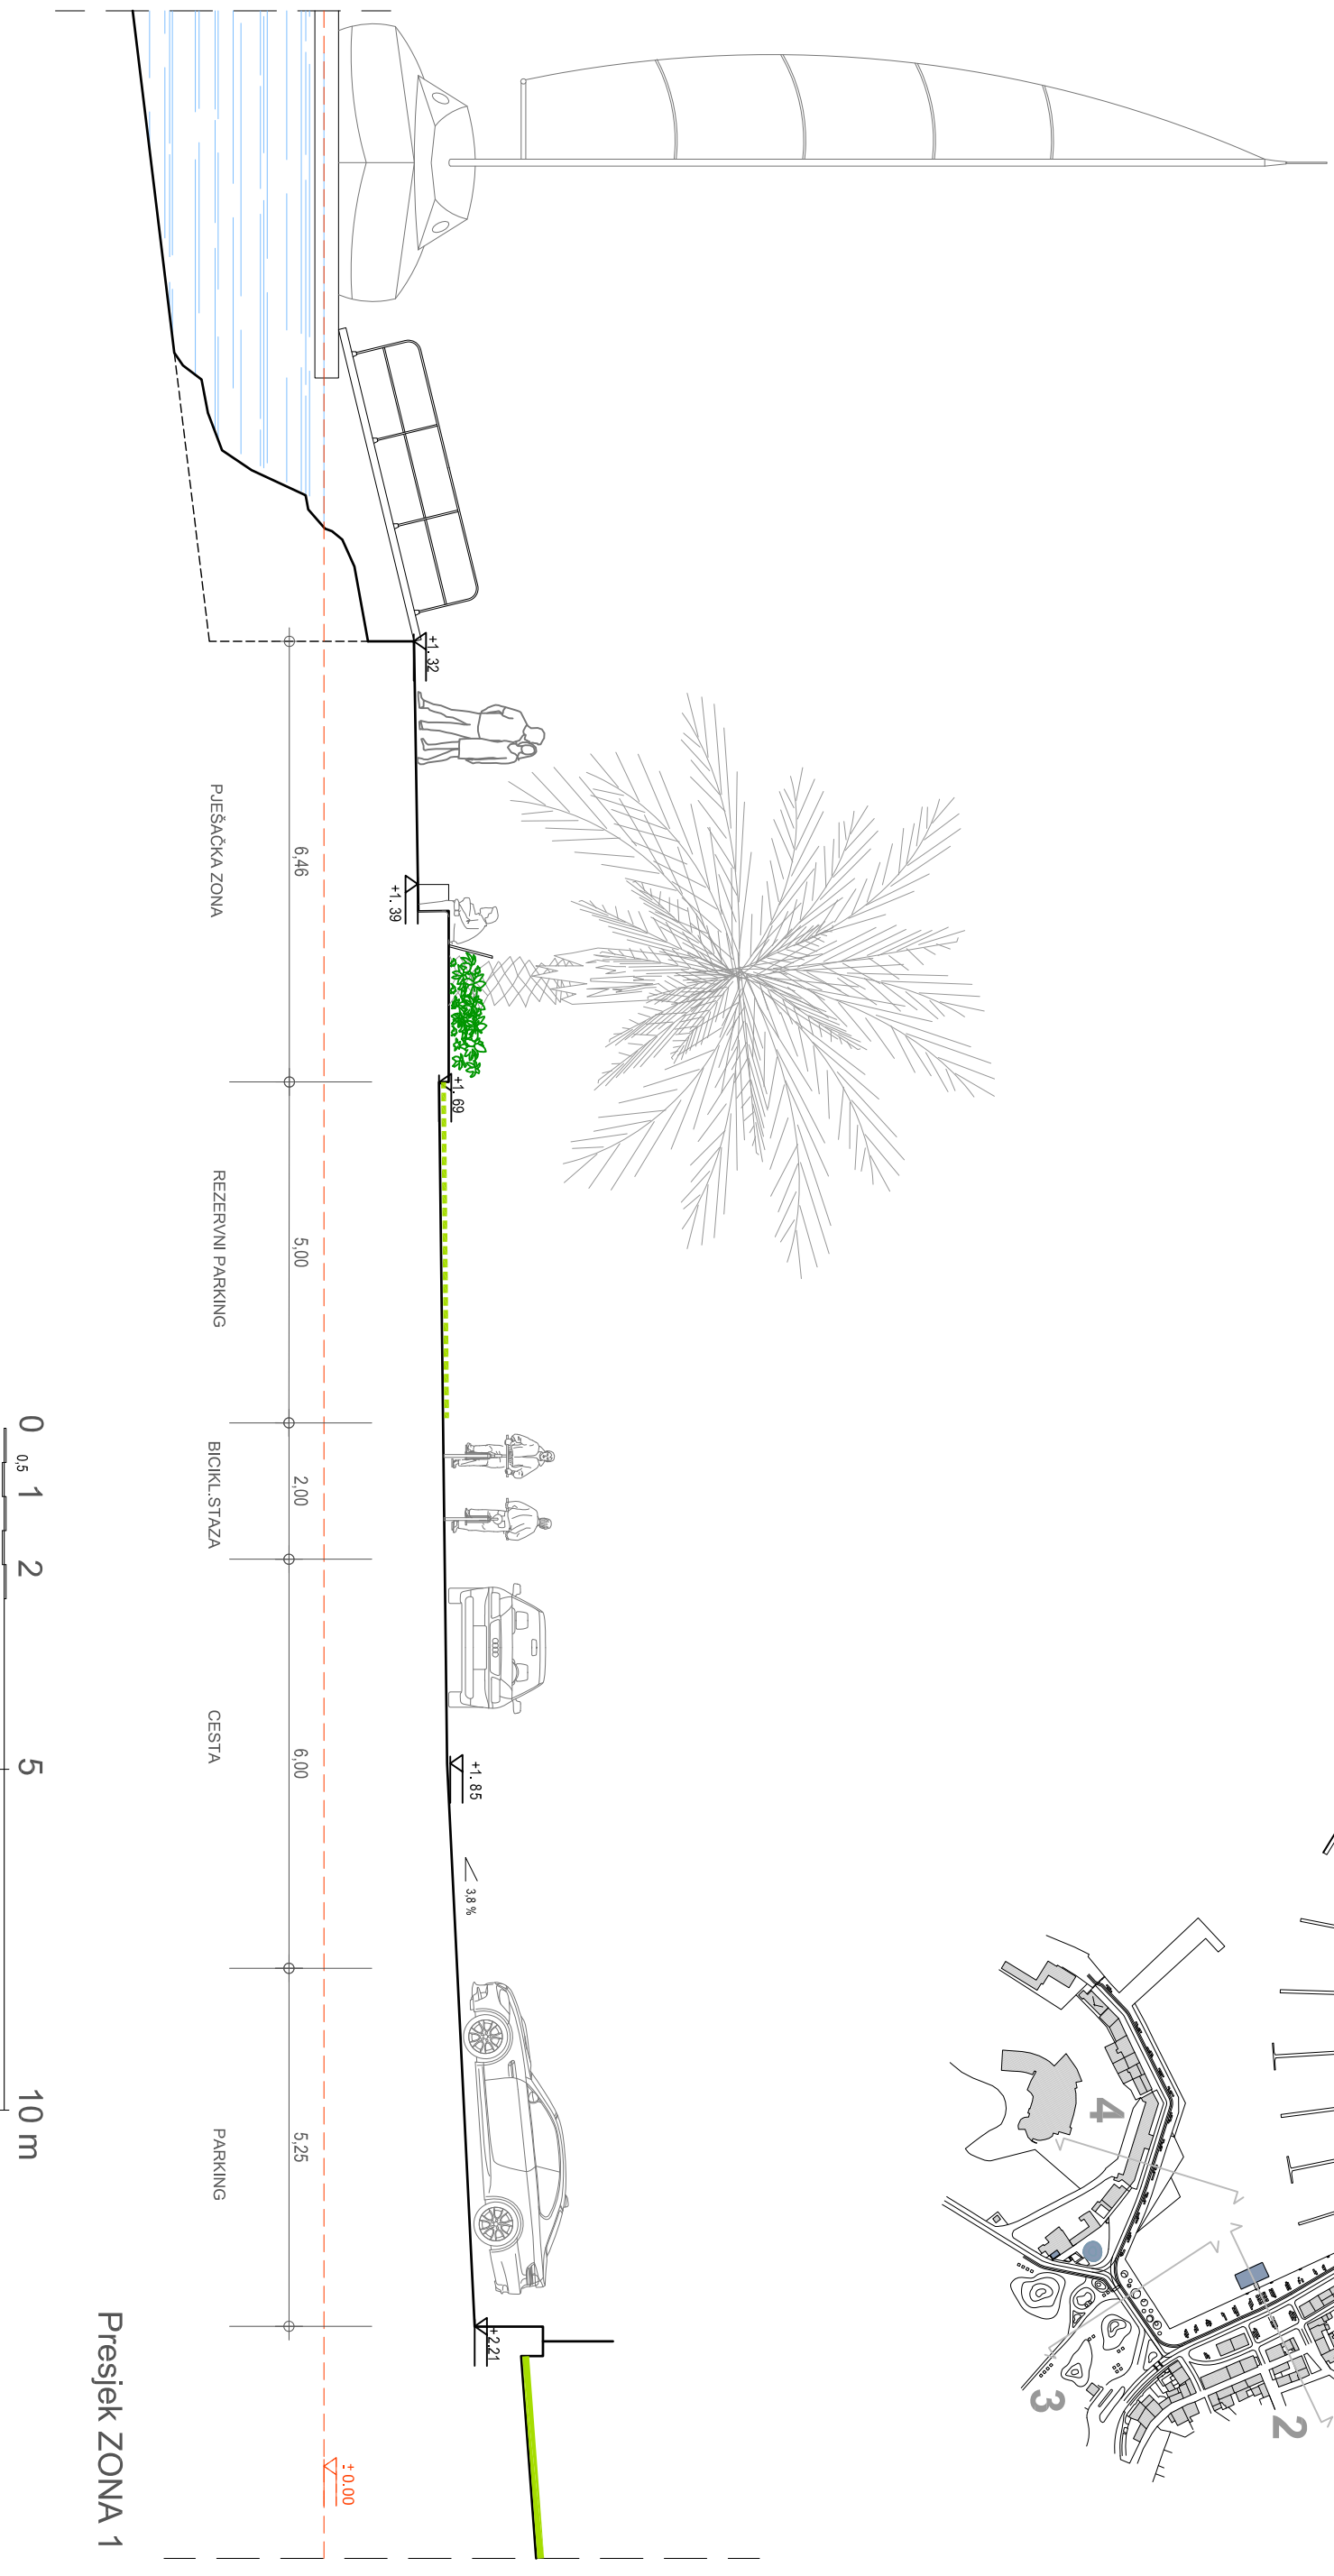 +1.32
+1.39
+1.69
+1.85
3,8 %
+2.21
±0.00
6,46
5,00
2,00
6,00
5,25
PJEŠAČKA ZONA
REZERVNI PARKING
BICIKL.STAZA
CESTA
PARKING
0
0,5
1
2
5
10 m
Presjek ZONA 1
4
3
2